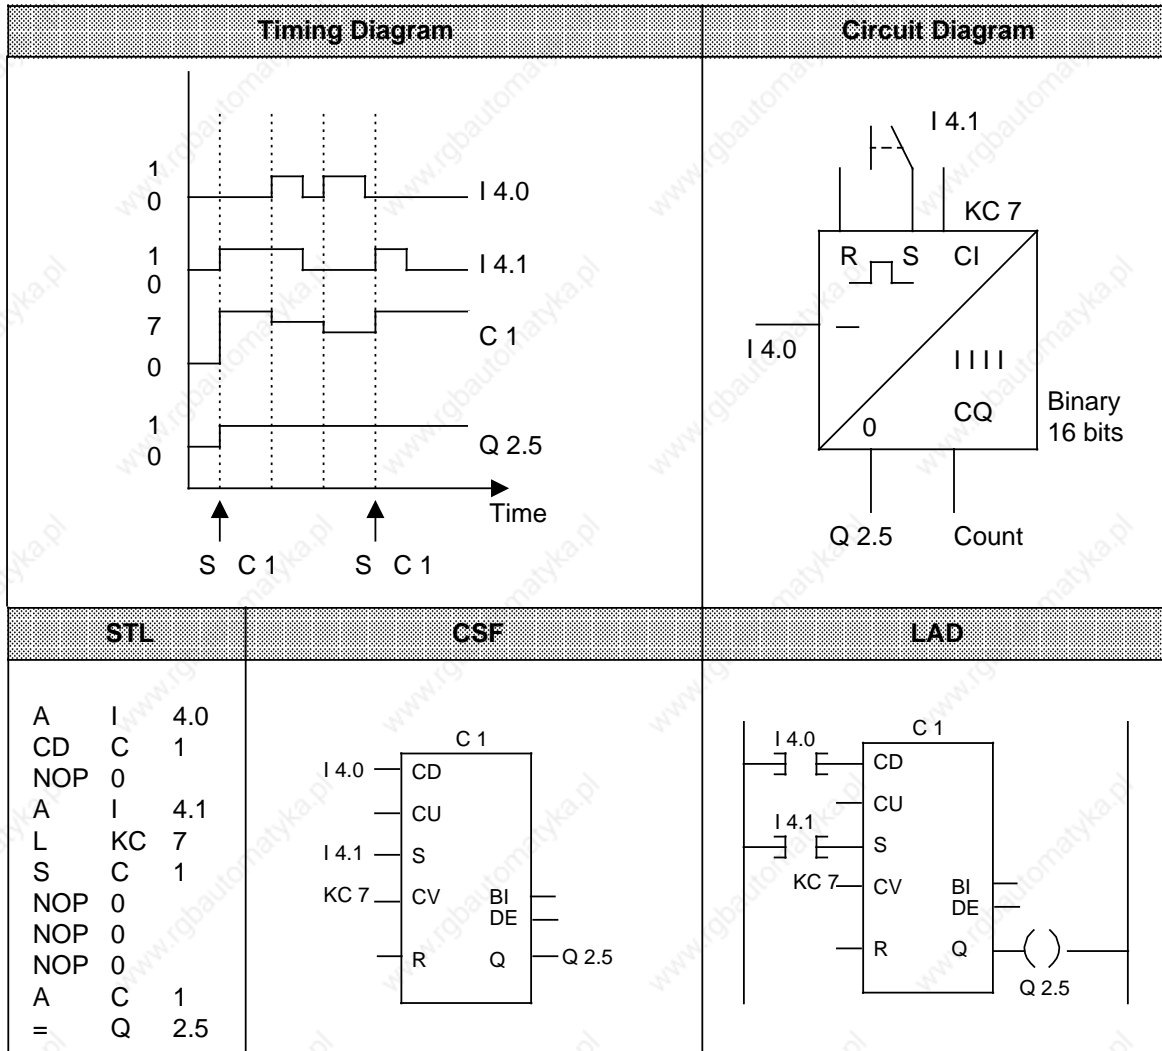 Timing Diagram
Circuit Diagram
1
0
I 4.0
1
0
I 4.1
7
0
C 1
1
0
Q 2.5
Time
S C 1
S C 1
I 4.1
KC 7
R S CI
I 4.0
I I I I
CQ
0
Binary
16 bits
Q 2.5
Count
STL
CSF
LAD
A I 4.0
CD C 1
NOP 0
A I 4.1
L KC 7
S C 1
NOP 0
NOP 0
NOP 0
A C 1
= Q 2.5
C 1
I 4.0 CD
CU
I 4.1 S
KC 7 CV BI
DE
R Q Q 2.5
C 1
I 4.0
CD
CU
I 4.1
S
KC 7 CV BI
DE
R Q
Q 2.5
www.rgbautomatyka.pl